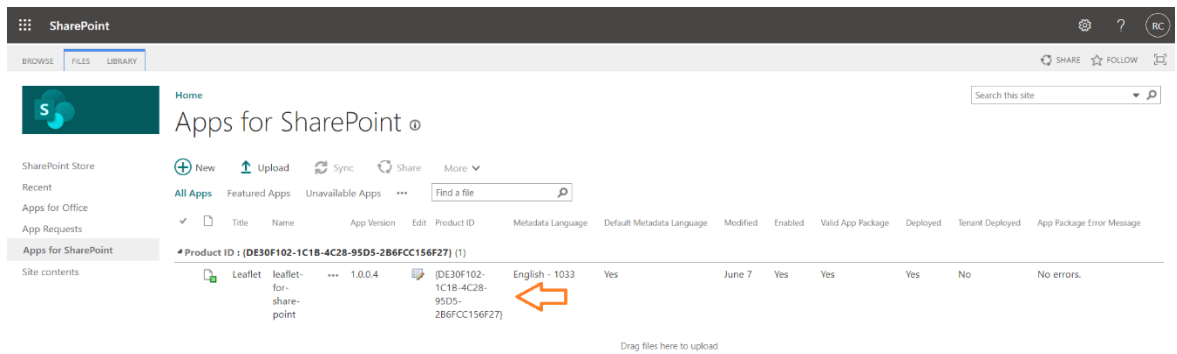 SharePoint
?
RC
BROWSE FILES LIBRARY
SHARE FOLLOW
S
Home
Search this site
Apps for SharePoint
SharePoint Store
Recent
Apps for Office
App Requests
Apps for SharePoint
Site contents
New Upload Sync Share More
All Apps Featured Apps Unavailable Apps ••• Find a file
Title Name App Version Edit Product ID Metadata Language Default Metadata Language Modified Enabled Valid App Package Deployed Tenant Deployed App Package Error Message
Product ID : {DE30F102-1C1B-4C28-95D5-2B6FCC156F27} (1)
Leaflet leaflet- ••• 1.0.0.4 {DE30F102- English - 1033 Yes June 7 Yes Yes Yes No No errors.
for- 1C1B-4C28-
share- 95D5-
point 2B6FCC156F27}
Drag files here to upload